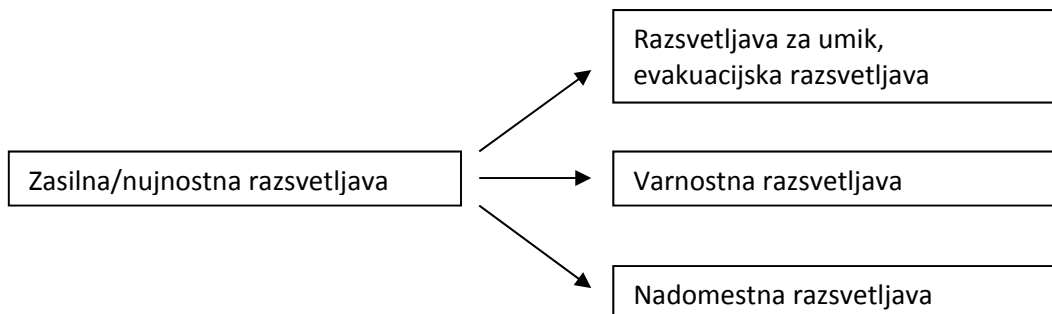 Razsvetljava za umik,
evakuacijska razsvetljava
Zasilna/nujnostna razsvetljava
Varnostna razsvetljava
Nadomestna razsvetljava